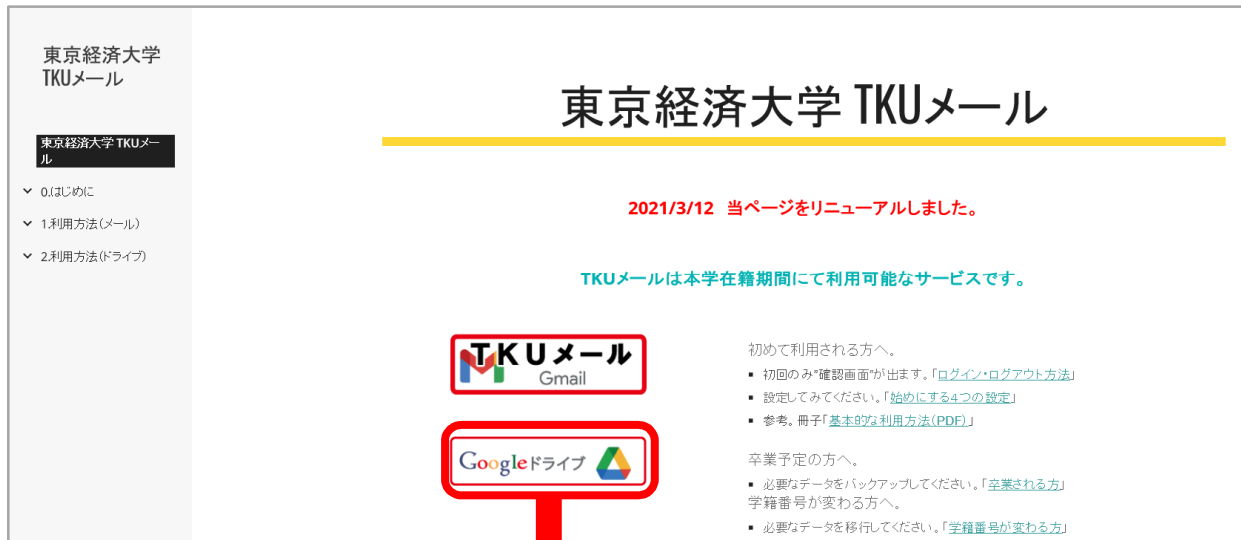 東京経済大学
TKUメール
東京経済大学 TKUメー
ル
0.はじめに
1.利用方法(メール)
2.利用方法(ドライブ)
東京経済大学 TKUメール
2021/3/12 当ページをリニューアルしました。
TKUメールは本学在籍期間にて利用可能なサービスです。
TKUメール
Gmail
Googleドライブ
初めて利用される方へ。
▪ 初回のみ"確認画面"が出ます。「ログイン・ログアウト方法」
▪ 設定してみてください。「始めにする4つの設定」
▪ 参考。冊子「基本的な利用方法(PDF)」
卒業予定の方へ。
▪ 必要なデータをバックアップしてください。「卒業される方」
学籍番号が変わる方へ。
▪ 必要なデータを移行してください。「学籍番号が変わる方」